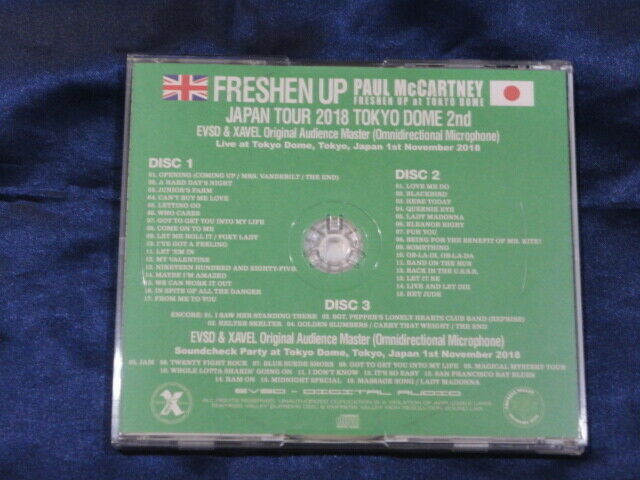 FRESHEN UP PAUL McCARTNEY
FRESHEN UP at TOKYO DOME
JAPAN TOUR 2018 TOKYO DOME 2nd
EVSD & XAVEL Original Audience Master (Omnidirectional Microphone)
Live at Tokyo Dome, Tokyo, Japan 1st November 2018
DISC 1
01. OPENING (COMING UP / MRS. VANDEBILT / THE END)
02. A HARD DAY'S NIGHT
03. JUNIOR'S FARM
04. CAN'T BUY ME LOVE
05. LETTING GO
06. WHO CARES
07. GOT TO GET YOU INTO MY LIFE
08. COME ON TO ME
09. LET ME ROLL IT / FOXY LADY
10. I'VE GOT A FEELING
11. LET 'EM IN
12. MY VALENTINE
13. NINETEEN HUNDRED AND EIGHTY-FIVE
14. MAYBE I'M AMAZED
15. WE CAN WORK IT OUT
16. IN SPITE OF ALL THE DANGER
17. FROM ME TO YOU
DISC 2
01. LOVE ME DO
02. BLACKBIRD
03. HERE TODAY
04. QUEENIE EYE
05. LADY MADONNA
06. ELEANOR RIGBY
07. FUH YOU
08. BEING FOR THE BENEFIT OF MR. KITE!
09. SOMETHING
10. OB-LA-DI, OB-LA-DA
11. BAND ON THE RUN
12. BACK IN THE U.S.S.R.
13. LET IT BE
14. LIVE AND LET DIE
15. HEY JUDE
DISC 3
ENCORE: 01. I SAW HER STANDING THERE 02. SGT. PEPPER'S LONELY HEARTS CLUB BAND (REPRISE)
03. HELTER SKELTER 04. GOLDEN SLUMBERS / CARRY THAT WEIGHT / THE END
EVSD & XAVEL Original Audience Master (Omnidirectional Microphone)
Soundcheck Party at Tokyo Dome, Tokyo, Japan 1st November 2018
05. JAM 06. TWENTY FLIGHT ROCK 07. BLUE SUEDE SHOES 08. GOT TO GET YOU INTO MY LIFE 09. MAGICAL MYSTERY TOUR
10. WHOLE LOTTA SHAKIN' GOING ON 11. I DON'T KNOW 12. IT'S SO EASY 13. SAN FRANCISCO BAY BLUES
14. RAM ON 15. MIDNIGHT SPECIAL 16. MASSAGE SONG / LADY MADONNA
EVSD - DIGITAL AUDIO
ALL RIGHTS RESERVED. UNAUTHORIZED DUPLICATION IS A VIOLATION OF